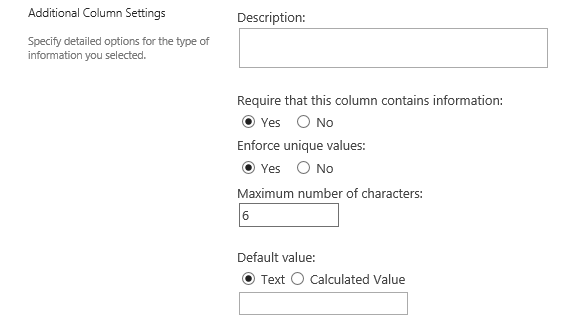 Additional Column Settings
Specify detailed options for the type of
information you selected.
Description:
Require that this column contains information:
Yes No
Enforce unique values:
Yes No
Maximum number of characters:
6
Default value:
Text Calculated Value